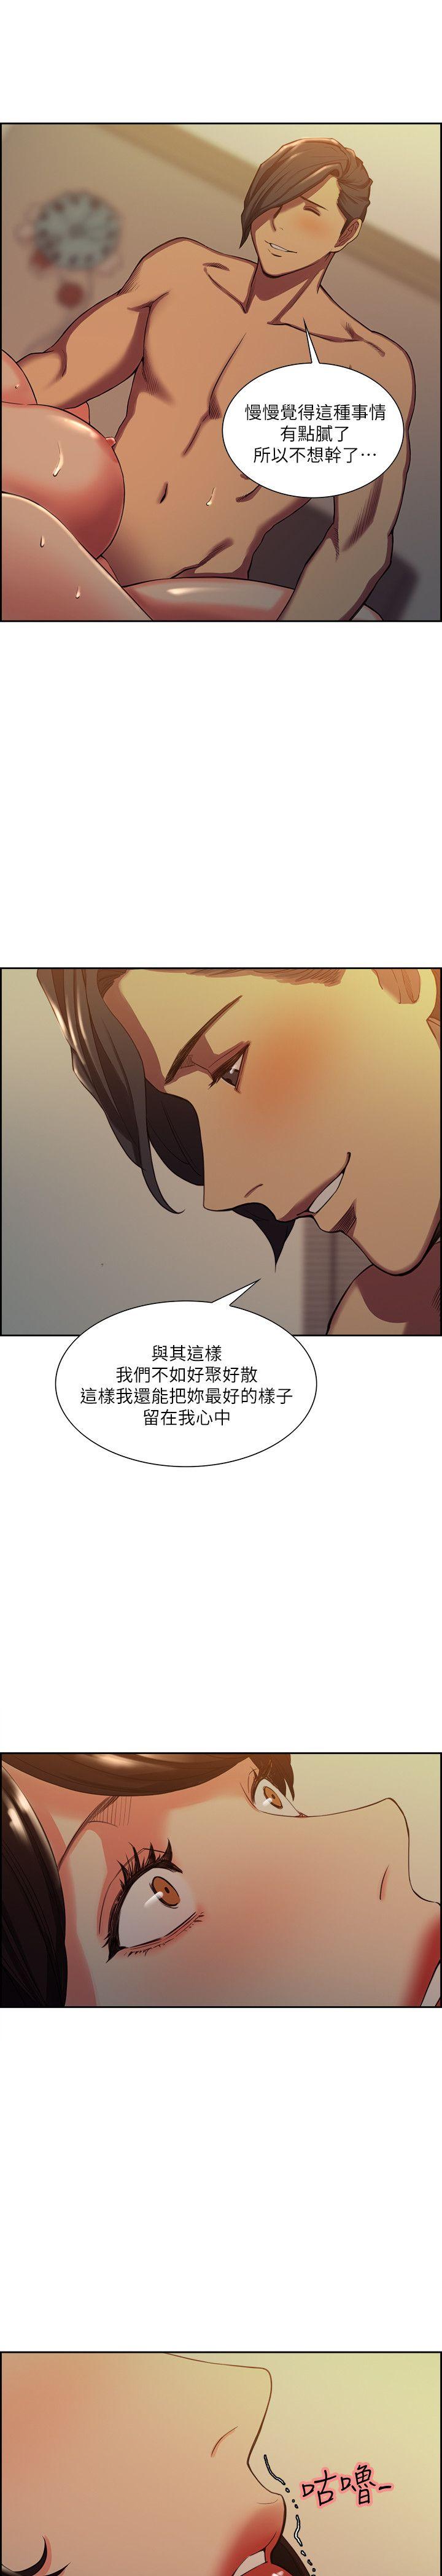 慢慢覺得這種事情
有點膩了
所以不想幹了…
與其這樣
我們不如好聚好散
這樣我還能把妳最好的樣子
留在我心中
咕嚕~